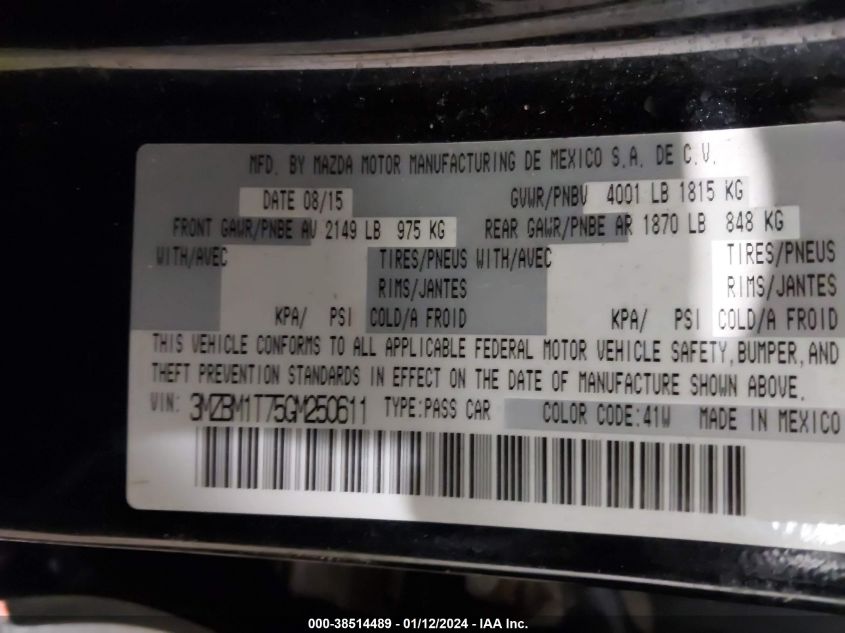 MFD. BY MAZDA MOTOR MANUFACTURING DE MEXICO S.A. DE C.V.
DATE 08/15 GVWR/PNBV 4001 LB 1815 KG
FRONT GAWR/PNBE AV 2149 LB 975 KG REAR GAWR/PNBE AR 1870 LB 848 KG
WITH/AVEC TIRES/PNEUS WITH/AVEC TIRES/PNEUS
RIMS/JANTES RIMS/JANTES
KPA/ PSI COLD/A FROID KPA/ PSI COLD/A FROID
THIS VEHICLE CONFORMS TO ALL APPLICABLE FEDERAL MOTOR VEHICLE SAFETY, BUMPER, AND
THEFT PREVENTION STANDARDS IN EFFECT ON THE DATE OF MANUFACTURE SHOWN ABOVE.
VIN: 3MZBM1T75GM250611 TYPE:PASS CAR COLOR CODE:41W MADE IN MEXICO
000-38514489 - 01/12/2024 - IAA Inc.